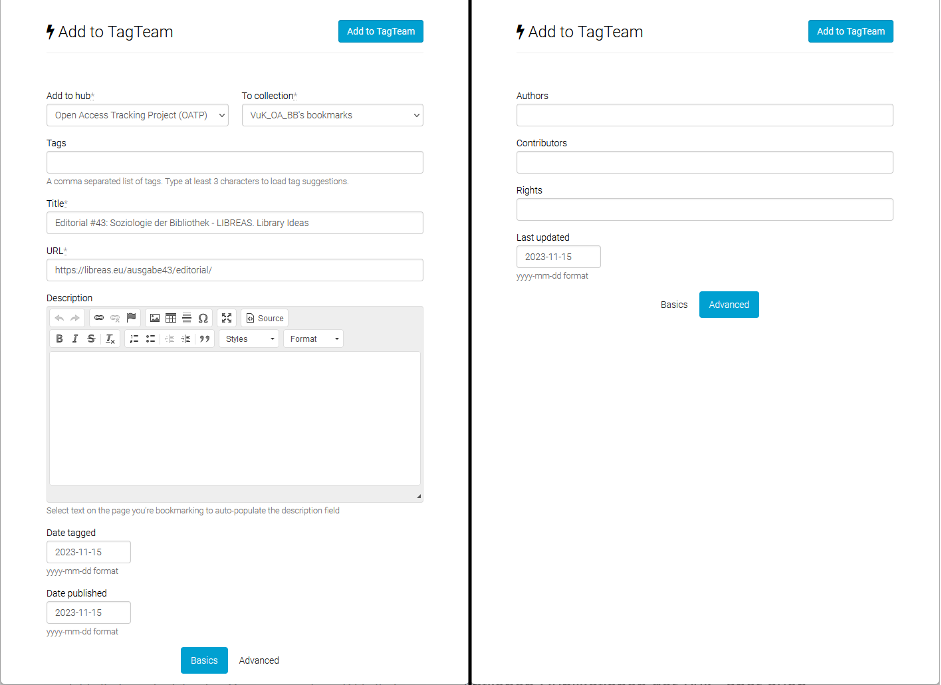 Add to TagTeam
Add to TagTeam
Add to hub*
To collection*
Open Access Tracking Project (OATP)
VuK_OA_BB's bookmarks
Tags
A comma separated list of tags. Type at least 3 characters to load tag suggestions
Title*
Editorial #43: Soziologie der Bibliothek - LIBREAS. Library Ideas
URL*
https://libreas.eu/ausgabe43/editorial/
Description
Source
B I S Tx
Styles
Format
Select text on the page you're bookmarking to auto-populate the description field
Date tagged
2023-11-15
yyyy-mm-dd format
Date published
2023-11-15
yyyy-mm-dd format
Basics
Advanced
Add to TagTeam
Add to TagTeam
Authors
Contributors
Rights
Last updated
2023-11-15
yyyy-mm-dd format
Basics
Advanced